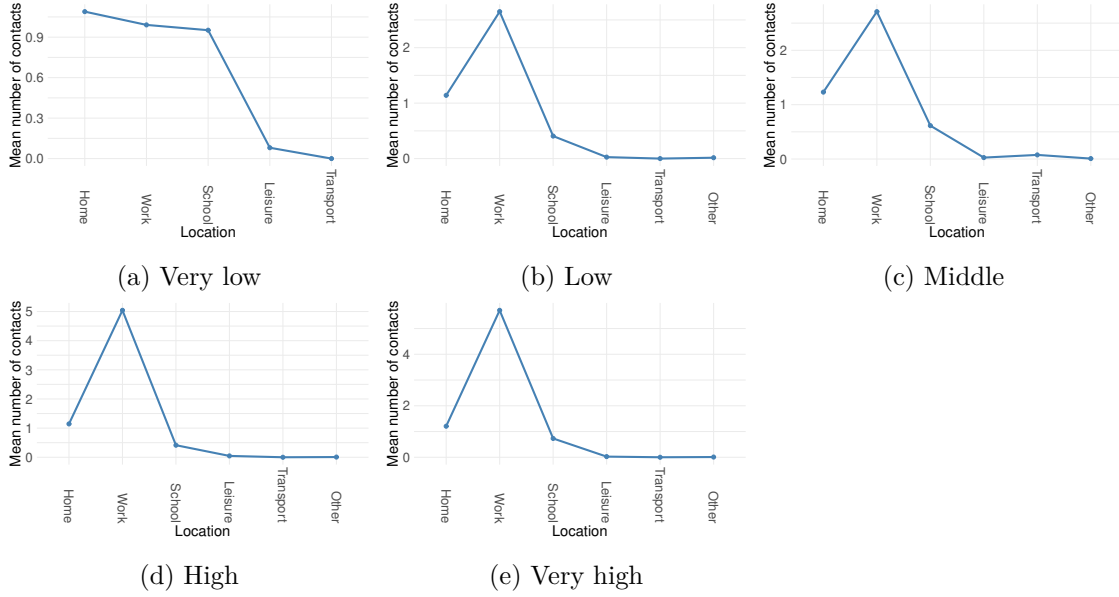 Mean number of contacts
0.9
0.6
0.3
0.0
Home
Work
School
Leisure
Transport
Location
(a) Very low
Mean number of contacts
2
1
0
Home
Work
School
Leisure
Transport
Other
Location
(b) Low
Mean number of contacts
2
1
0
Home
Work
School
Leisure
Transport
Other
Location
(c) Middle
Mean number of contacts
5
4
3
2
1
0
Home
Work
School
Leisure
Transport
Other
Location
(d) High
Mean number of contacts
4
2
0
Home
Work
School
Leisure
Transport
Other
Location
(e) Very high